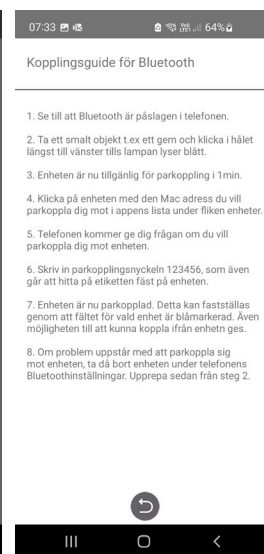 07:33 64%
Kopplingsguide för Bluetooth
1. Se till att Bluetooth är påslagen i telefonen.
2. Ta ett smalt objekt t.ex ett gem och klicka i hålet
längst till vänster tills lampan lyser blått.
3. Enheten är nu tillgänlig för parkoppling i 1min.
4. Klicka på enheten med den Mac adress du vill
parkoppla dig mot i appens lista under fliken enheter.
5. Telefonen kommer ge dig frågan om du vill
parkoppla dig mot enheten.
6. Skriv in parkopplingsnyckeln 123456, som även
går att hitta på etiketten fäst på enheten.
7. Enheten är nu parkopplad. Detta kan fastställas
genom att fältet för vald enhet är blåmarkerad. Även
möjligheten till att kunna koppla ifrån enhetn ges.
8. Om problem uppstår med att parkoppla sig
mot enheten, ta då bort enheten under telefonens
Bluetoothinställningar. Upprepa sedan från steg 2.